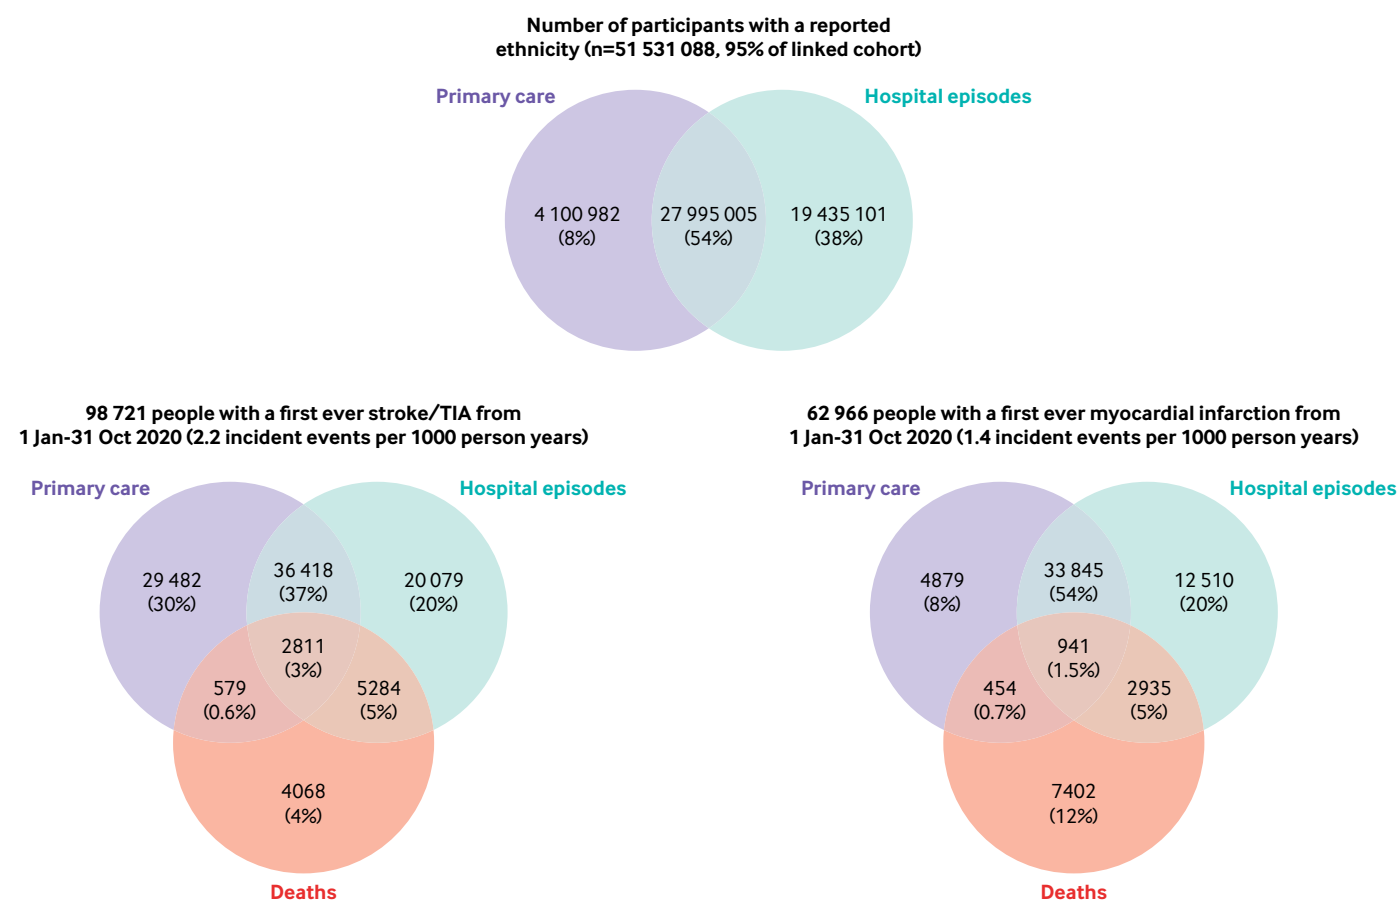 Number of participants with a reported
ethnicity (n=51 531 088, 95% of linked cohort)
Primary care
Hospital episodes
4 100 982
(8%)
27 995 005
(54%)
19 435 101
(38%)
98 721 people with a first ever stroke/TIA from
1 Jan-31 Oct 2020 (2.2 incident events per 1000 person years)
Primary care
Hospital episodes
29 482
(30%)
36 418
(37%)
20 079
(20%)
2811
(3%)
579
(0.6%)
5284
(5%)
4068
(4%)
Deaths
62 966 people with a first ever myocardial infarction from
1 Jan-31 Oct 2020 (1.4 incident events per 1000 person years)
Primary care
Hospital episodes
4879
(8%)
33 845
(54%)
12 510
(20%)
941
(1.5%)
454
(0.7%)
2935
(5%)
7402
(12%)
Deaths